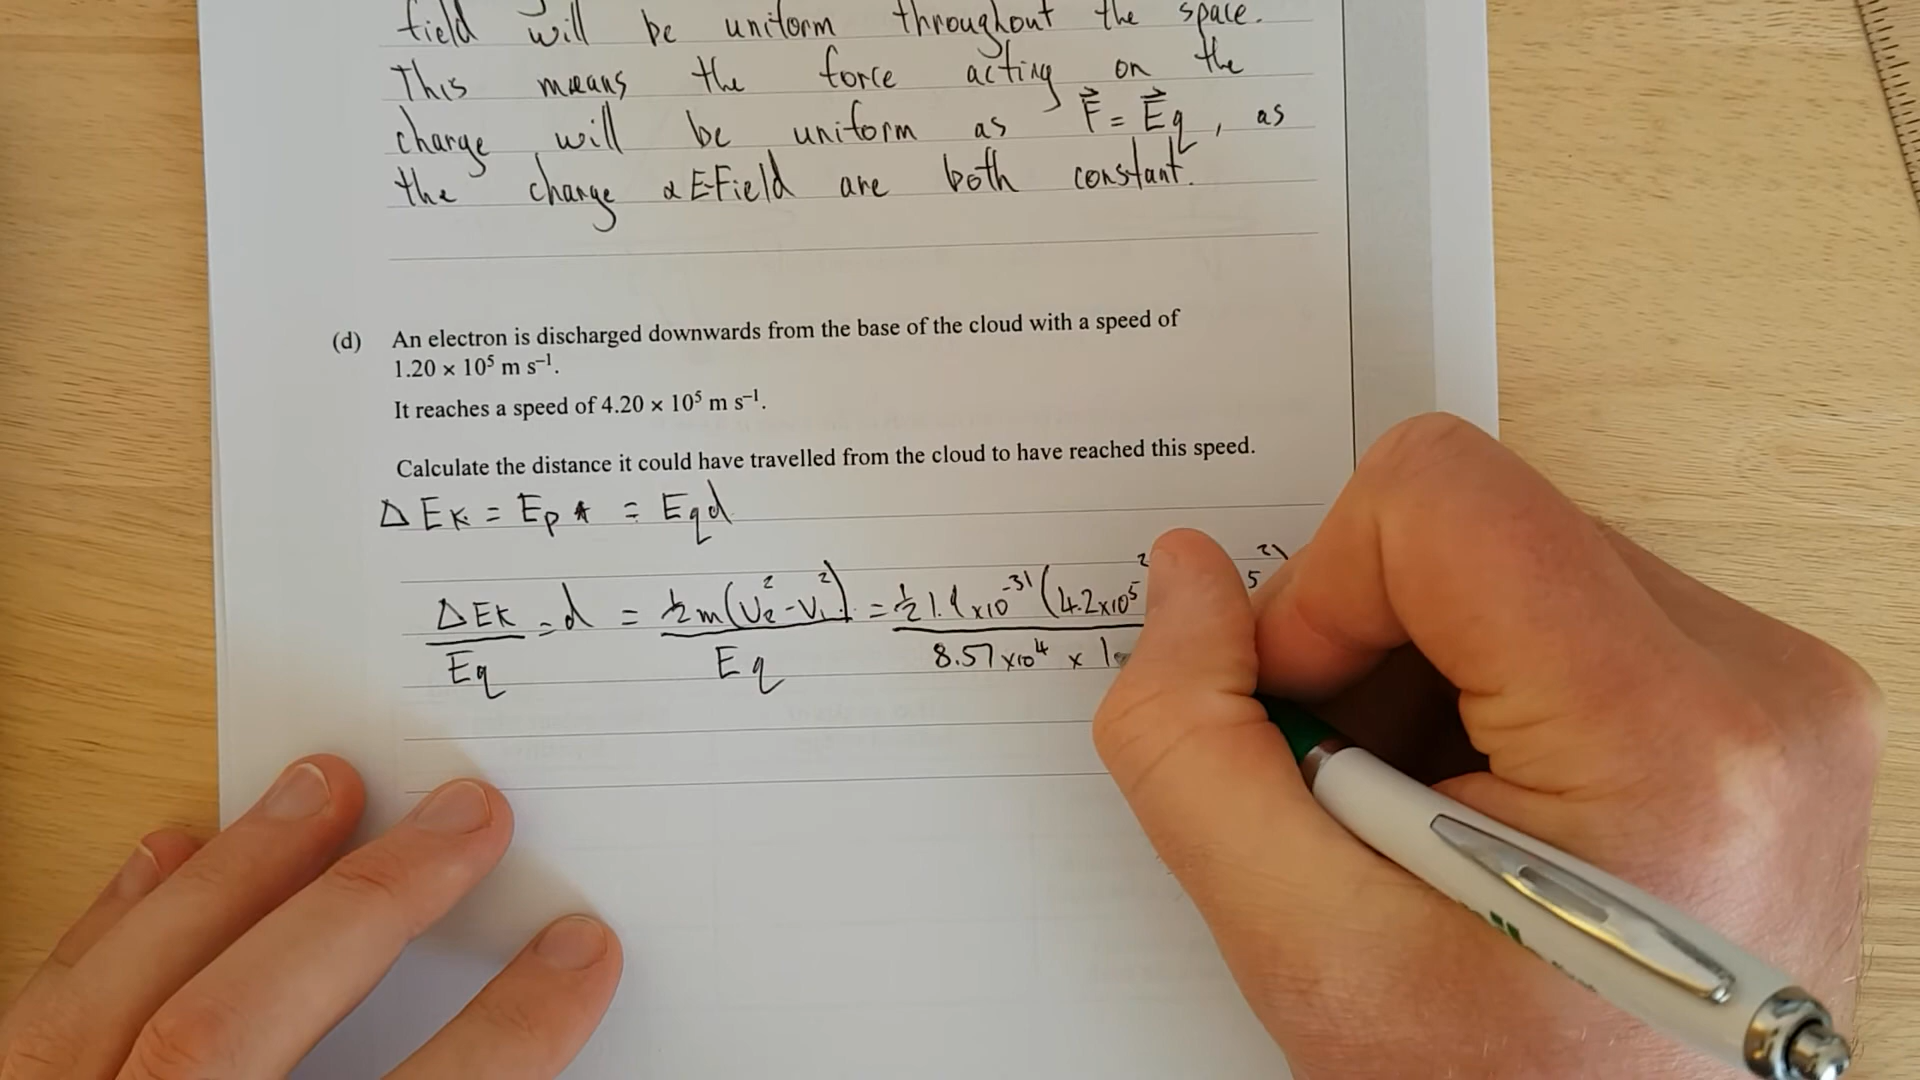 field will be uniform throughout the space.
This means the force acting on the
charge will be uniform as F⃗ = E⃗q, as
the charge & E-Field are both constant.
(d) An electron is discharged downwards from the base of the cloud with a speed of
1.20 × 10⁵ m s⁻¹.
It reaches a speed of 4.20 × 10⁵ m s⁻¹.
Calculate the distance it could have travelled from the cloud to have reached this speed.
Δ EK = EP = Eqd
ΔEK = d = ½m(V₂² - V₁²) = ½ × 10⁻³¹ (4.2×10⁵² 5²)
Eq Eq 8.57×10⁴ × 1